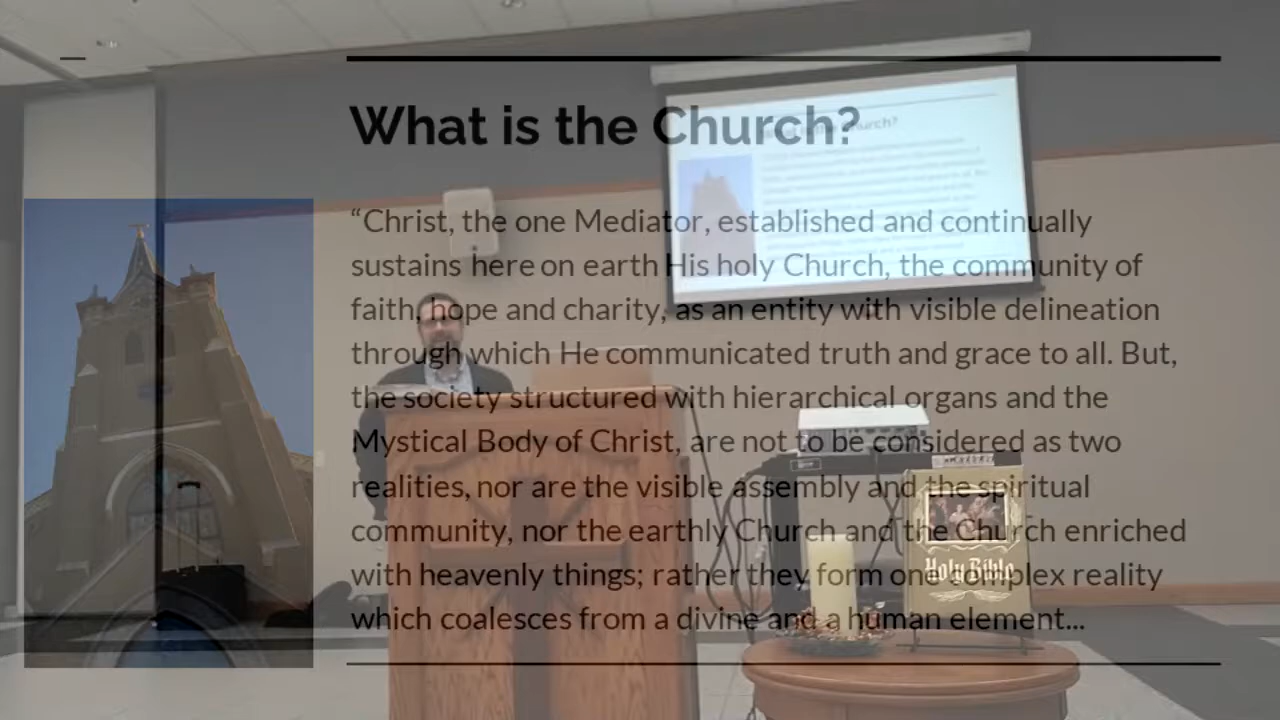 What is the Church?
“Christ, the one Mediator, established and continually
sustains here on earth His holy Church, the community of
faith, hope and charity, as an entity with visible delineation
through which He communicated truth and grace to all. But,
the society structured with hierarchical organs and the
Mystical Body of Christ, are not to be considered as two
realities, nor are the visible assembly and the spiritual
community, nor the earthly Church and the Church enriched
with heavenly things; rather they form one complex reality
which coalesces from a divine and a human element...
Holy Bible